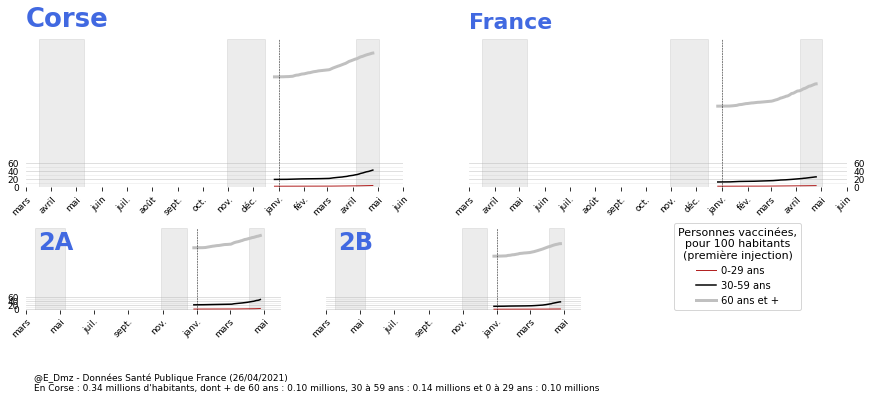 Corse
France
60
40
20
0
mars avril mai juin juil. août sept. oct. nov. déc. janv. fév. mars avril mai juin
60
40
20
0
mars avril mai juin juil. août sept. oct. nov. déc. janv. fév. mars avril mai juin
2A
2B
60
40
20
0
mars mai juil. sept. nov. janv. mars mai
mars mai juil. sept. nov. janv. mars mai
Personnes vaccinées,
pour 100 habitants
(première injection)
0-29 ans
30-59 ans
60 ans et +
@E_Dmz - Données Santé Publique France (26/04/2021)
En Corse : 0.34 millions d'habitants, dont + de 60 ans : 0.10 millions, 30 à 59 ans : 0.14 millions et 0 à 29 ans : 0.10 millions